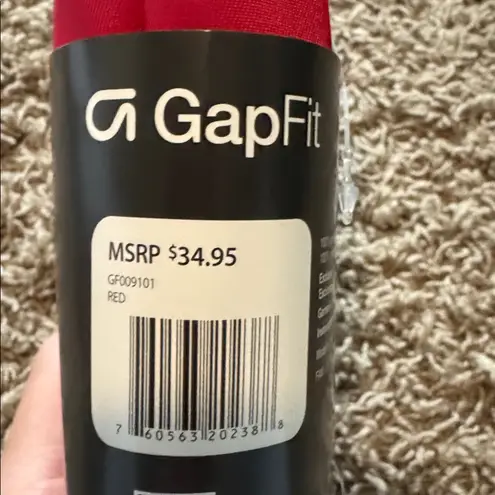 GapFit
MSRP $34.95
GF009101
RED
7 60563 20238 8